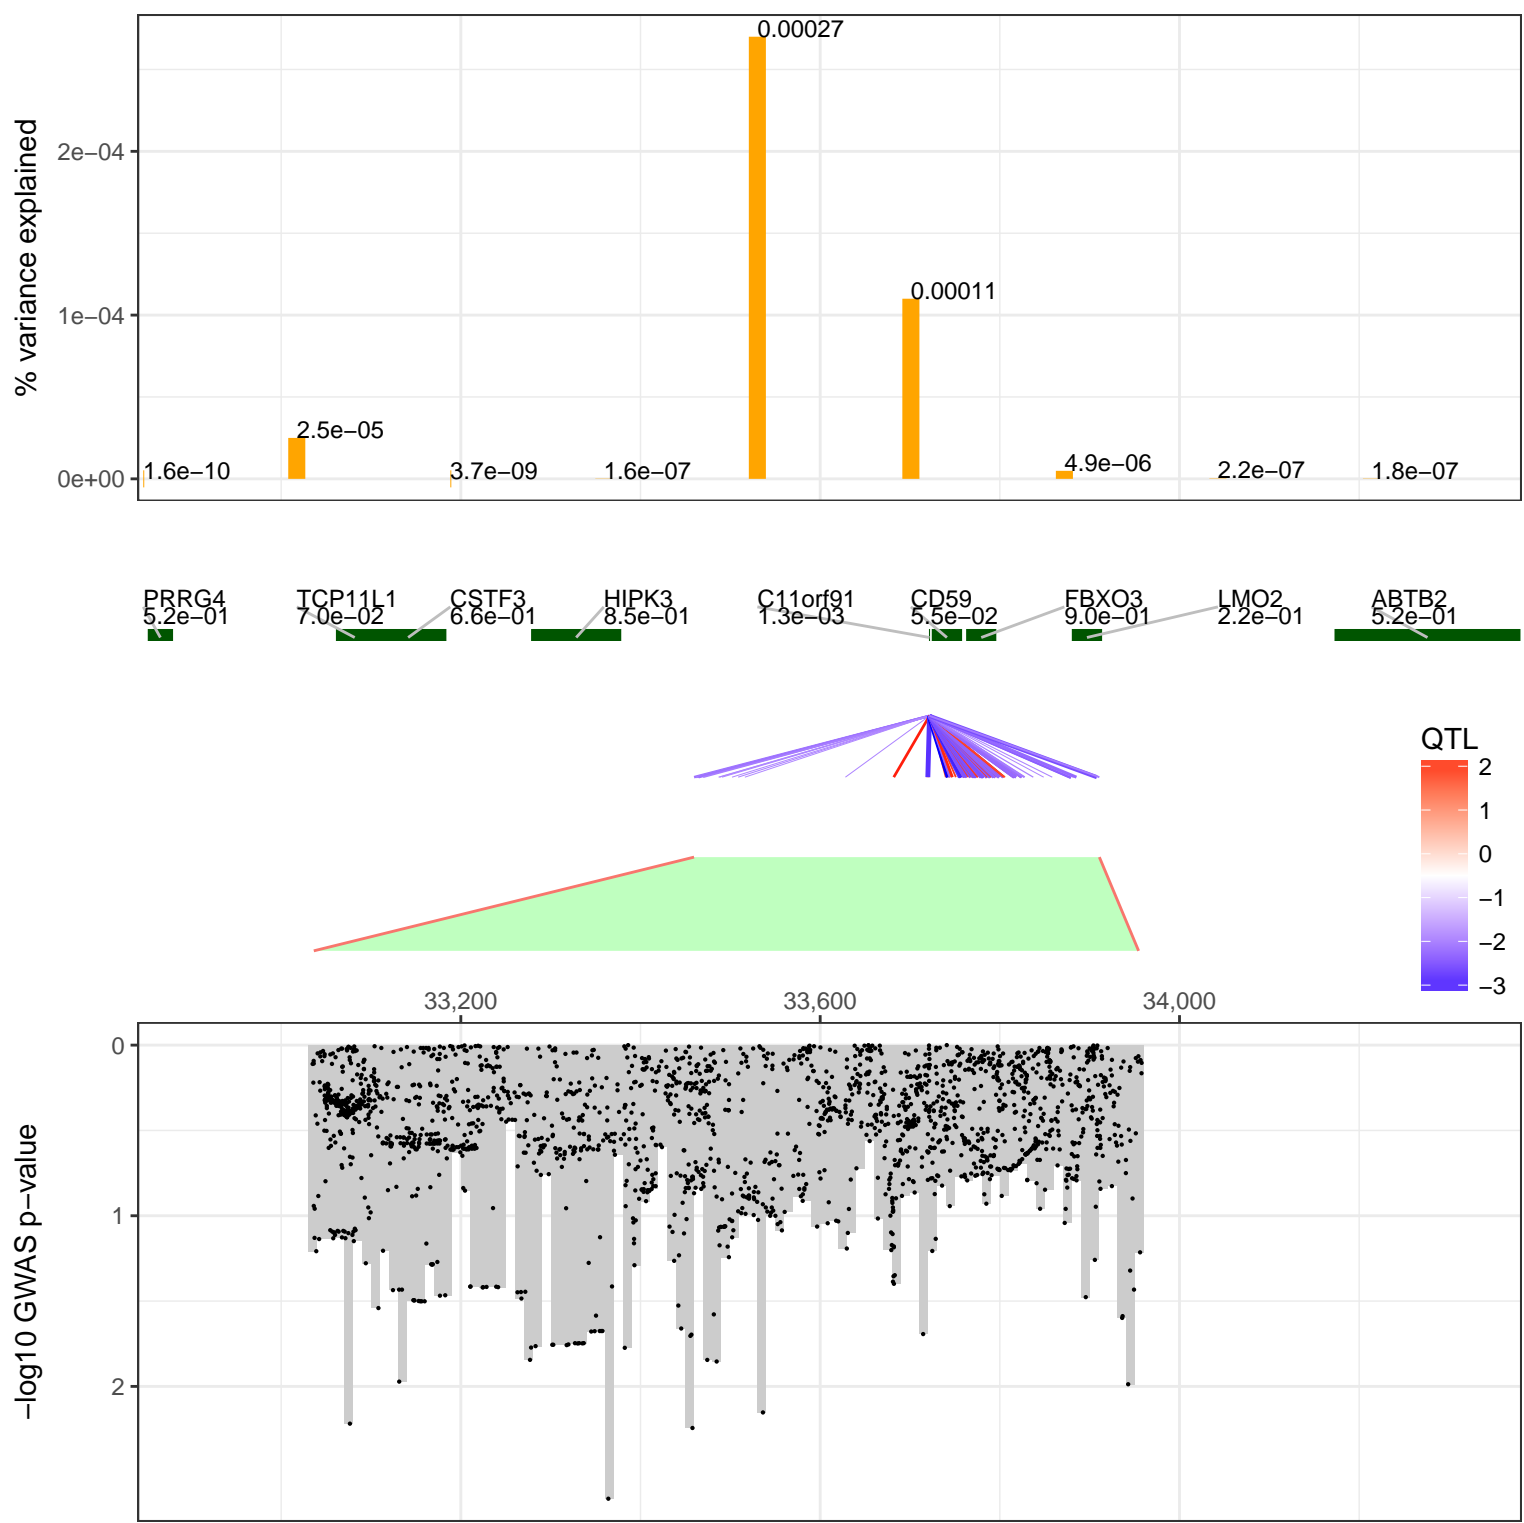 % variance explained
2e−04
1e−04
0e+00
0.00027
0.00011
2.5e−05
1.6e−10
3.7e−09
1.6e−07
4.9e−06
2.2e−07
1.8e−07
PRRG4 TCP11L1 CSTF3 HIPK3 C11orf91 CD59 FBXO3 LMO2 ABTB2
5.2e−01 7.0e−02 6.6e−01 8.5e−01 1.3e−03 5.5e−02 9.0e−01 2.2e−01 5.2e−01
QTL
2
1
0
−1
−2
−3
33,200 33,600 34,000
−log10 GWAS p−value
0
1
2